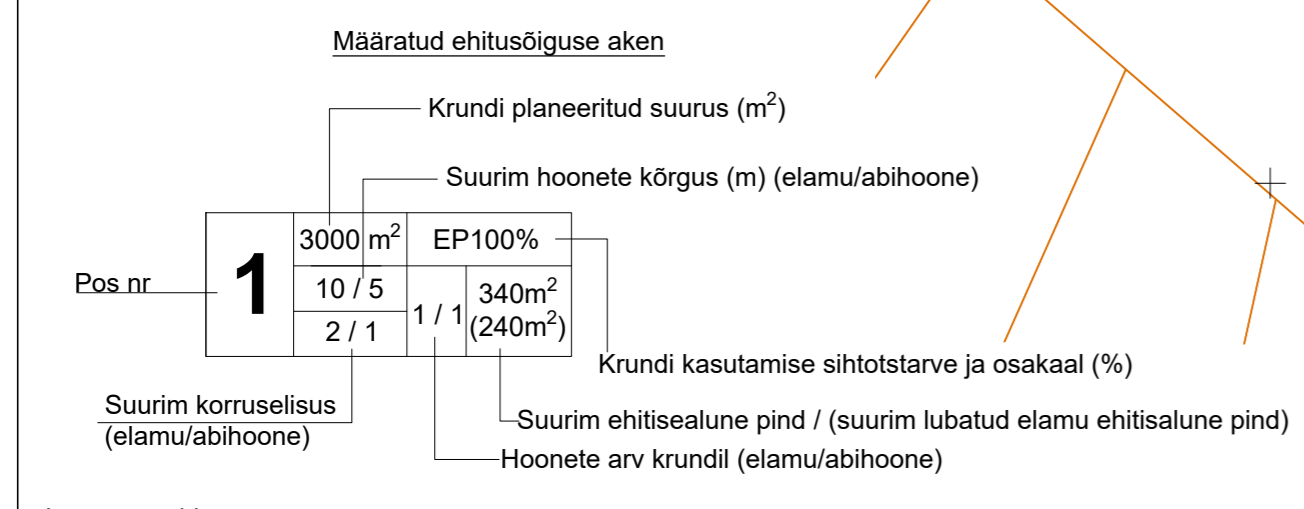 Määratud ehitusõiguse aken
Krundi planeeritud suurus (m²)
Suurim hoonete kõrgus (m) (elamu/abihoone)
Pos nr
1
3000 m²
EP100%
10 / 5
2 / 1
1 / 1
340m²
(240m²)
Krundi kasutamise sihtotstarve ja osakaal (%)
Suurim korruselisus
(elamu/abihoone)
Suurim ehitisealune pind / (suurim lubatud elamu ehitisalune pind)
Hoonete arv krundil (elamu/abihoone)